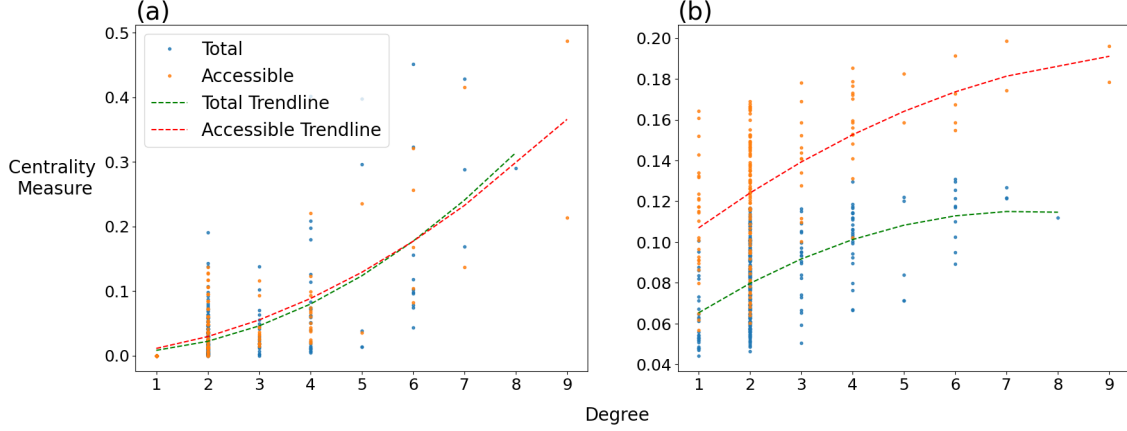 (a)
(b)
0.5
0.4
0.3
0.2
0.1
0.0
Total
Accessible
Total Trendline
Accessible Trendline
1 2 3 4 5 6 7 8 9
Centrality
Measure
0.20
0.18
0.16
0.14
0.12
0.10
0.08
0.06
0.04
1 2 3 4 5 6 7 8 9
Degree